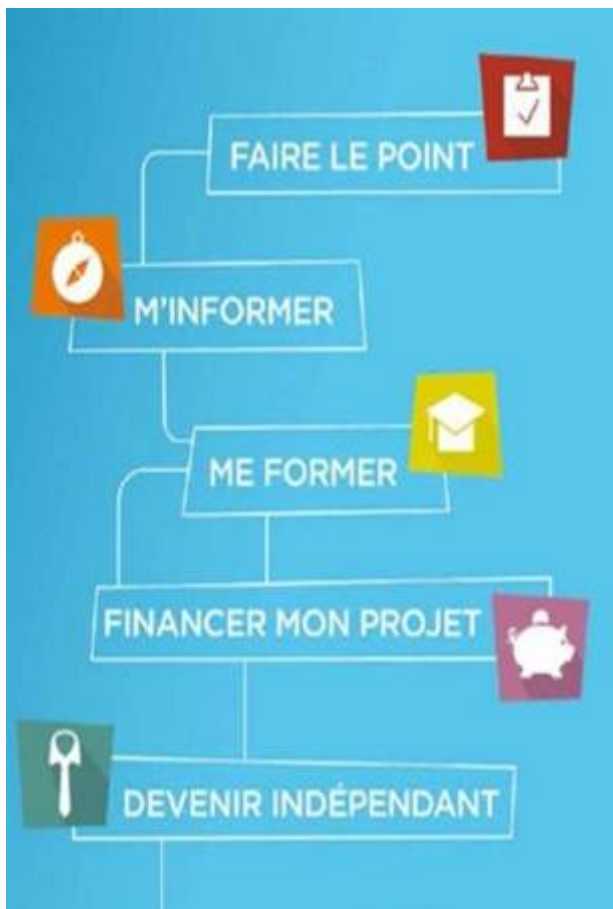 FAIRE LE POINT
M'INFORMER
ME FORMER
FINANCER MON PROJET
DEVENIR INDÉPENDANT